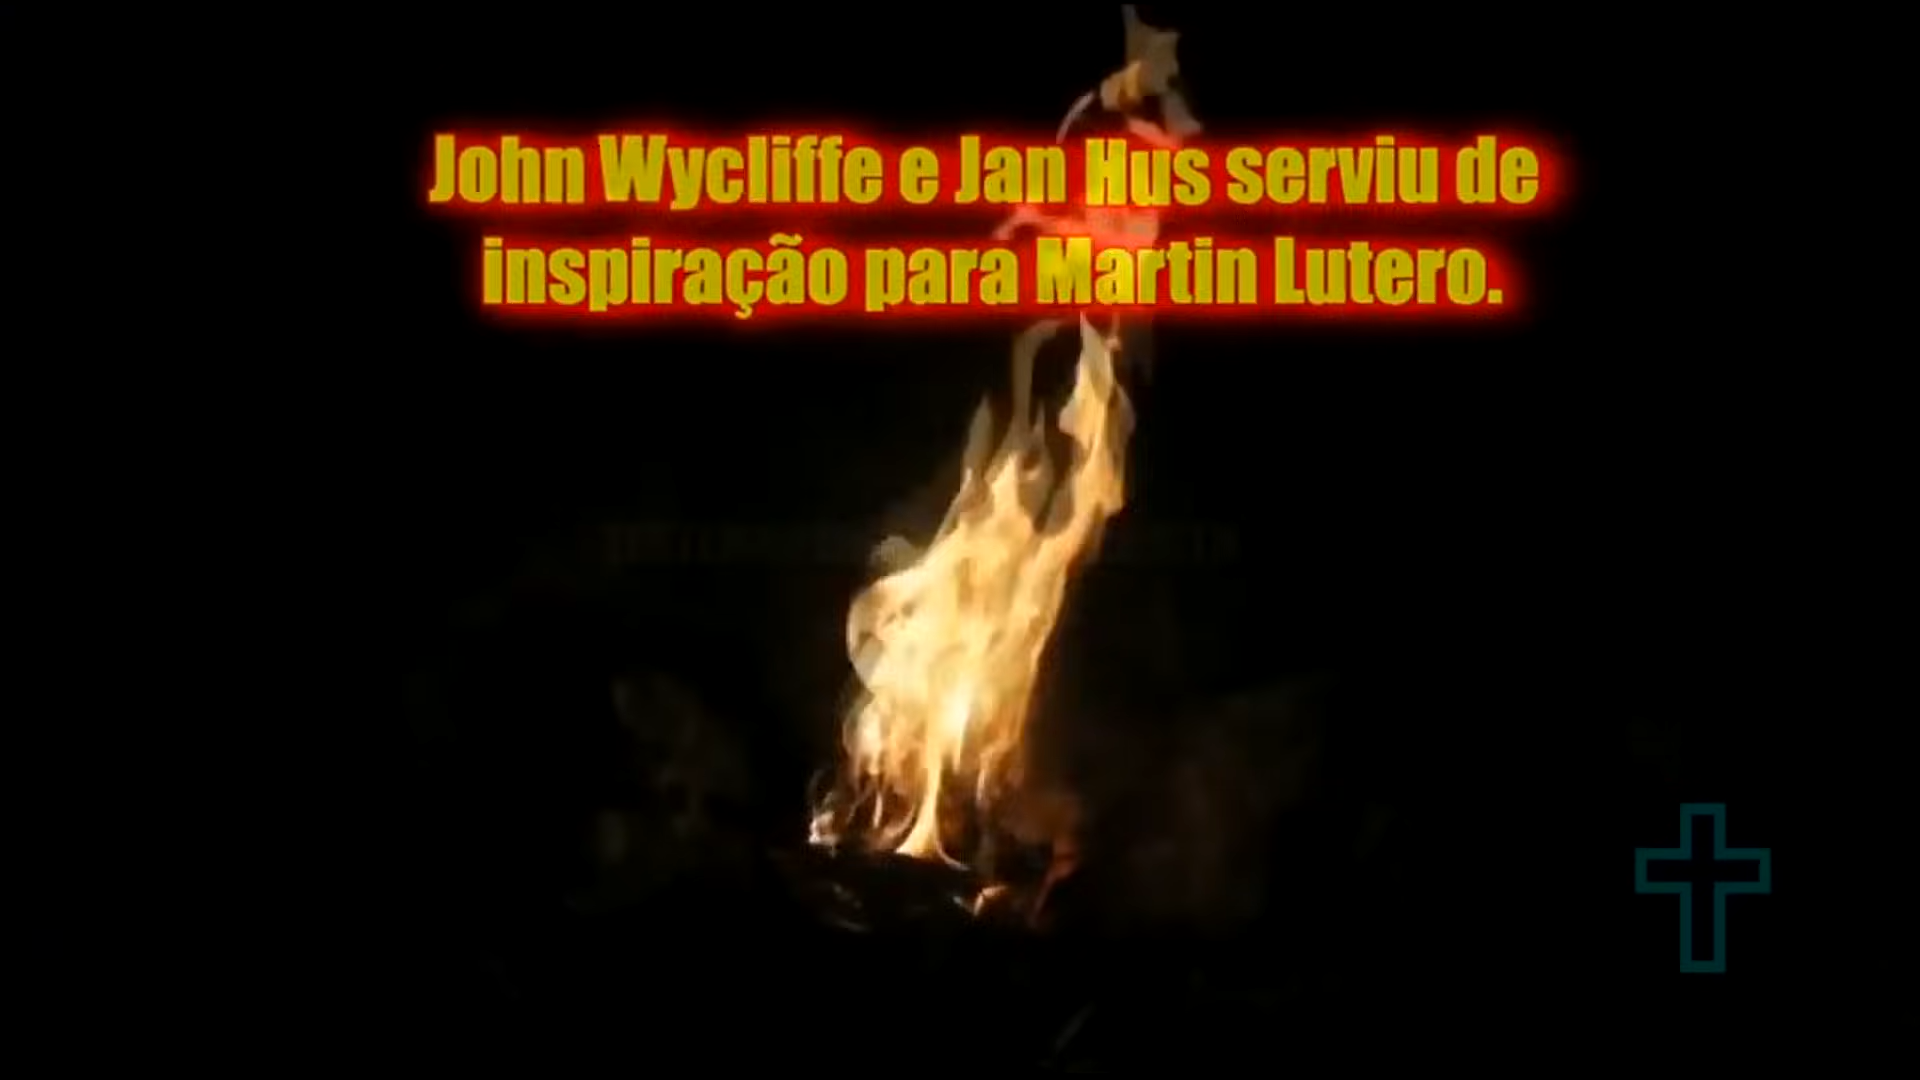 John Wycliffe e Jan Hus serviu de
inspiração para Martin Lutero.